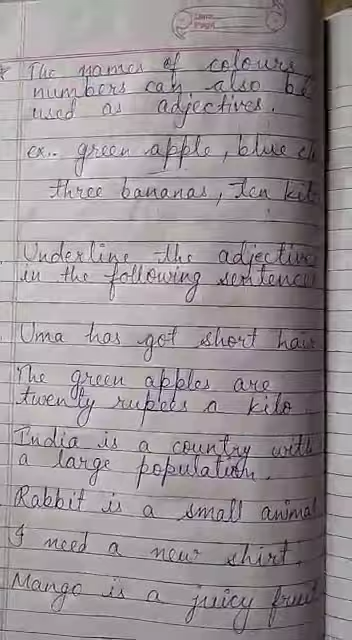 * The names of colours,
numbers can also be
used as adjectives.
ex.. green apple, blue
three bananas, ten
Underline the adjective
in the following sentence
Uma has got short hair
The green apples are
twenty rupees a kilo.
India is a country with
a large population.
Rabbit is a small animal
I need a new shirt.
Mango is a juicy fruit